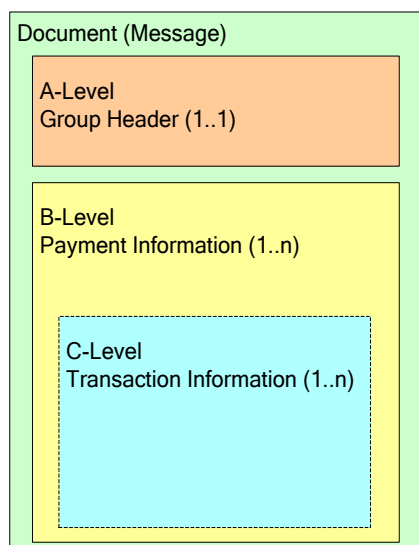 Document (Message)
A-Level
Group Header (1..1)
B-Level
Payment Information (1..n)
C-Level
Transaction Information (1..n)